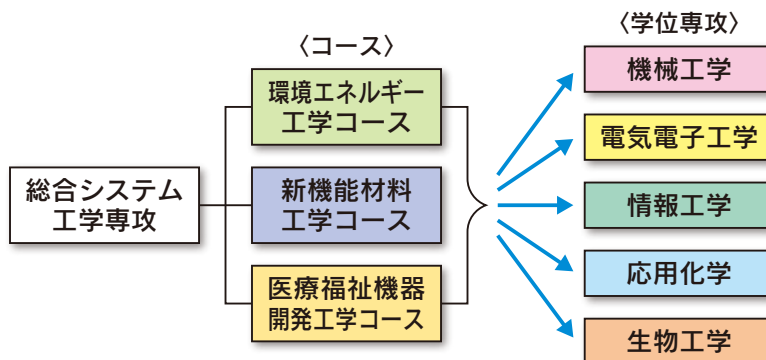 総合システム
工学専攻
〈コース〉
環境エネルギー
工学コース
新機能材料
工学コース
医療福祉機器
開発工学コース
〈学位専攻〉
機械工学
電気電子工学
情報工学
応用化学
生物工学